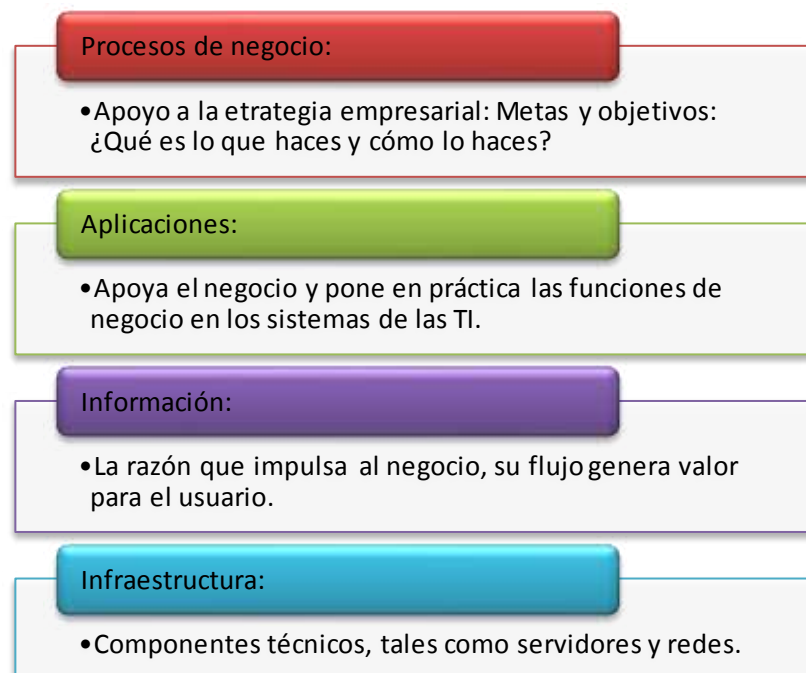 Procesos de negocio:
•Apoyo a la etrategia empresarial: Metas y objetivos:
¿Qué es lo que haces y cómo lo haces?
Aplicaciones:
•Apoya el negocio y pone en práctica las funciones de
negocio en los sistemas de las TI.
Información:
•La razón que impulsa al negocio, su flujo genera valor
para el usuario.
Infraestructura:
•Componentes técnicos, tales como servidores y redes.